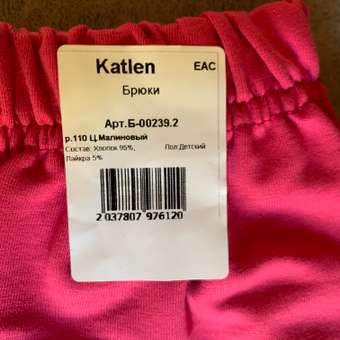 Katlen EAC
Брюки
Арт.Б-00239.2
р.110 Ц.Малиновый
Состав: Хлопок 95%, Пол:Детский
Лайкра 5%
2 037807 976120